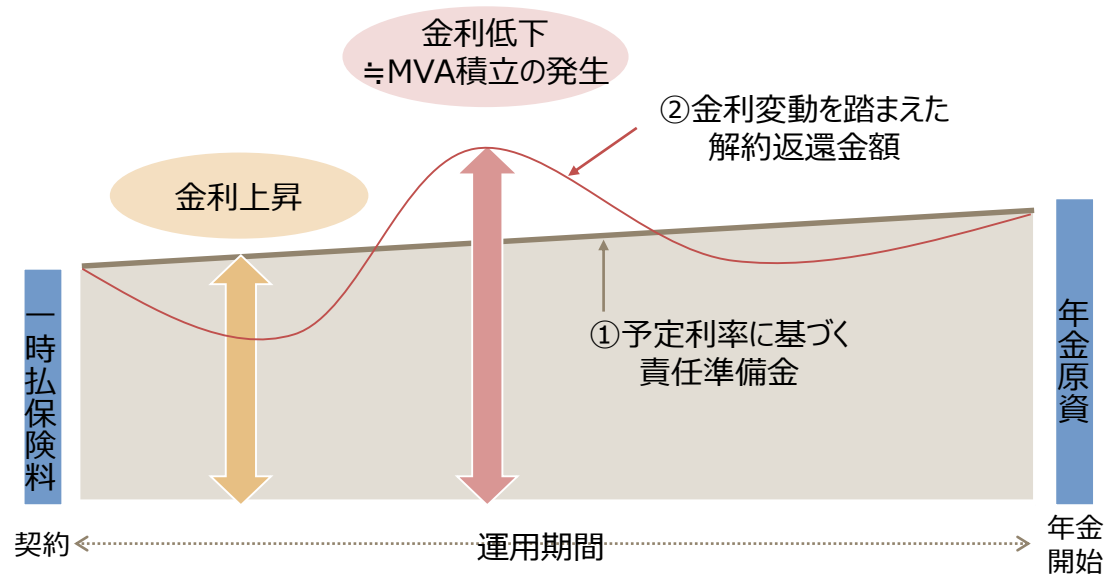 金利低下
≒MVA積立の発生
②金利変動を踏まえた
解約返還金額
金利上昇
①予定利率に基づく
責任準備金
一時払保険料
年金原資
契約
運用期間
年金
開始